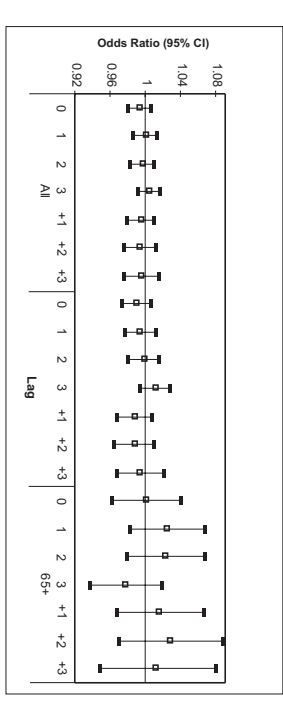 Odds Ratio (95% CI)
0.92 0.96 1 1.04 1.08
0 1 2 3 +1 +2 +3 0 1 2 3 +1 +2 +3 0 1 2 3 +1 +2 +3
All 65+
Lag